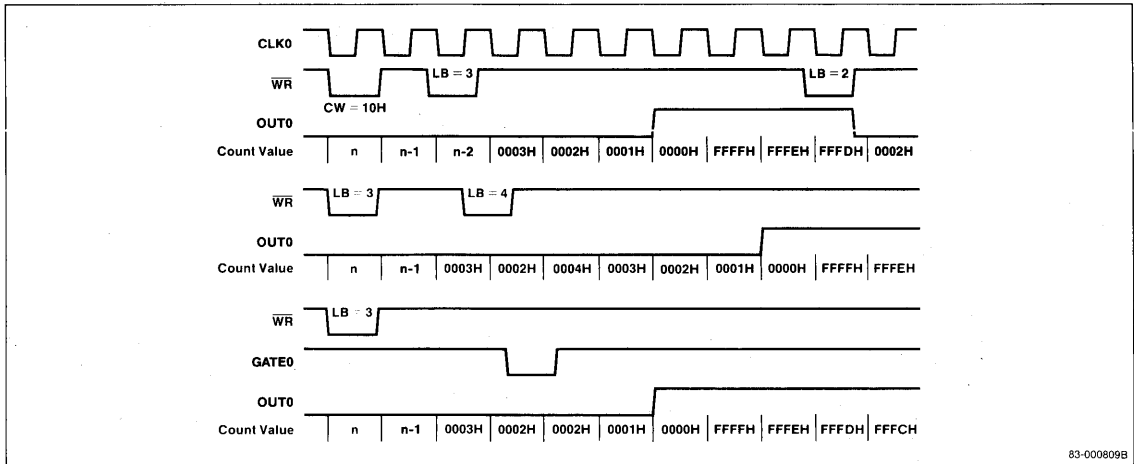 CLK0
WR LB = 3 LB = 2
CW = 10H
OUT0
Count Value n n-1 n-2 0003H 0002H 0001H 0000H FFFFH FFFEH FFFDH 0002H
WR LB = 3 LB = 4
OUT0
Count Value n n-1 0003H 0002H 0004H 0003H 0002H 0001H 0000H FFFFH FFFEH
WR LB = 3
GATE0
OUT0
Count Value n n-1 0003H 0002H 0002H 0001H 0000H FFFFH FFFEH FFFDH FFFCH
83-000809B